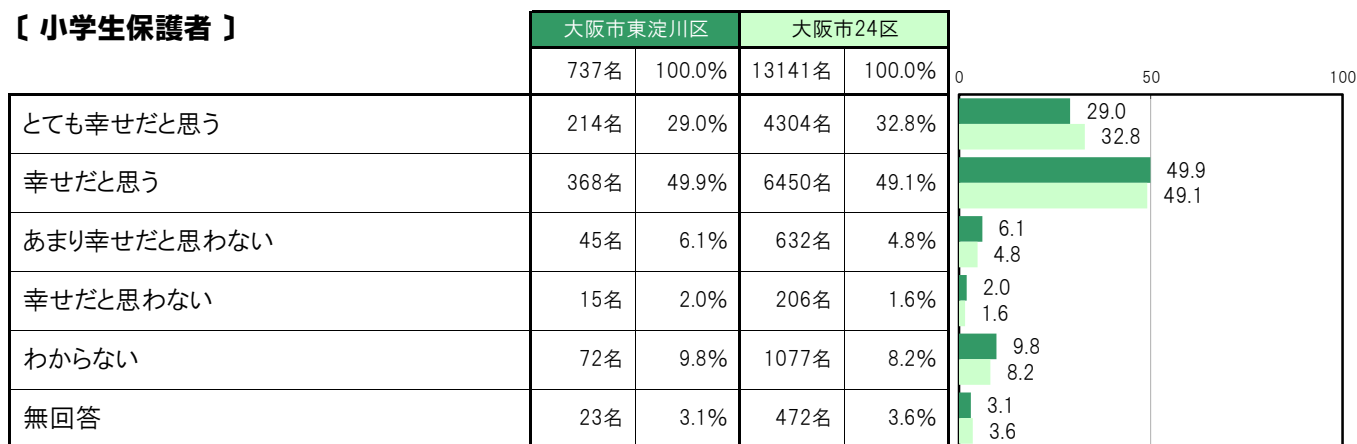 〔 小学生保護者 〕
大阪市東淀川区 大阪市24区
737名 100.0% 13141名 100.0% 0 50 100
とても幸せだと思う 214名 29.0% 4304名 32.8% 29.0
32.8
幸せだと思う 368名 49.9% 6450名 49.1% 49.9
49.1
あまり幸せだと思わない 45名 6.1% 632名 4.8% 6.1
4.8
幸せだと思わない 15名 2.0% 206名 1.6% 2.0
1.6
わからない 72名 9.8% 1077名 8.2% 9.8
8.2
無回答 23名 3.1% 472名 3.6% 3.1
3.6